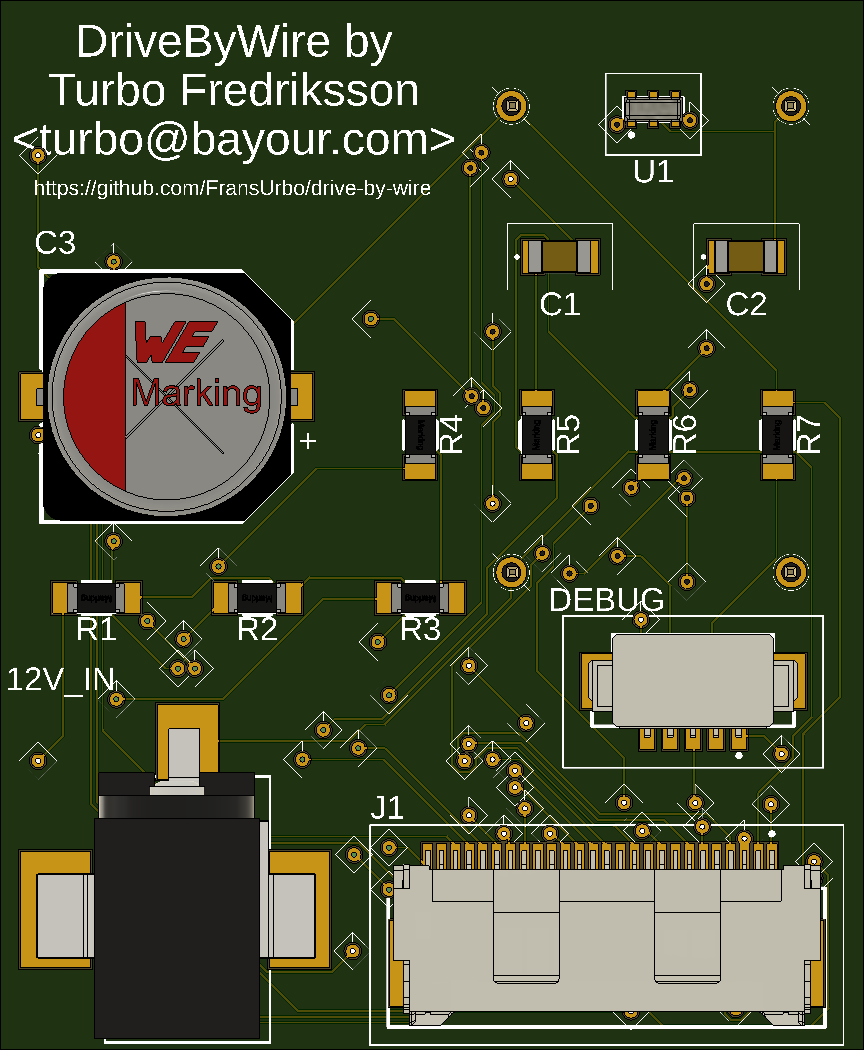 DriveByWire by
Turbo Fredriksson
<turbo@bayour.com>
https://github.com/FransUrbo/drive-by-wire
U1
C3
C1
C2
WE
Marking
+
R4
R5
R6
R7
R1
R2
R3
DEBUG
12V_IN
J1